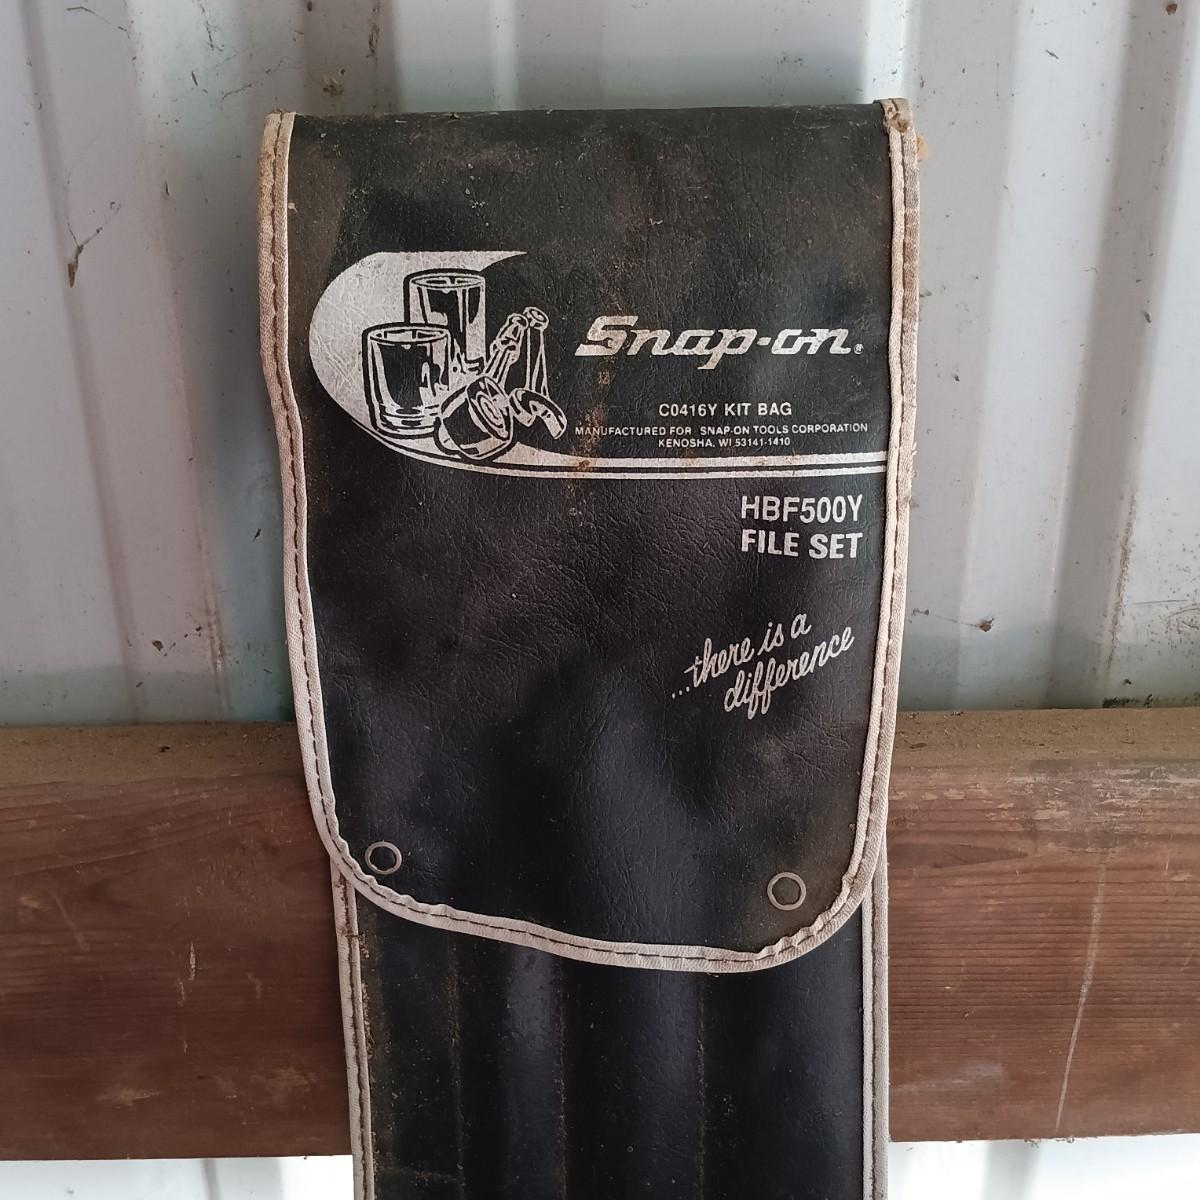 Snap-on®
C0416Y KIT BAG
MANUFACTURED FOR SNAP-ON TOOLS CORPORATION
KENOSHA, WI 53141-1410
HBF500Y
FILE SET
...there is a
difference